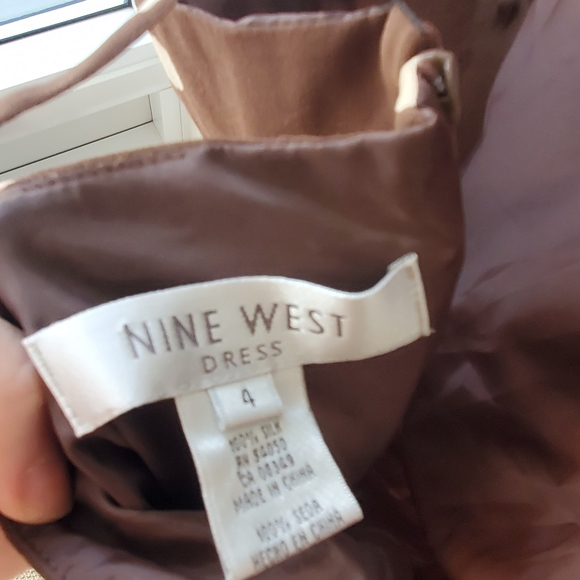 NINE WEST
DRESS
4
100% SILK
RN 54050
CA 08369
MADE IN CHINA
100% SEDA
HECHO EN CHINA